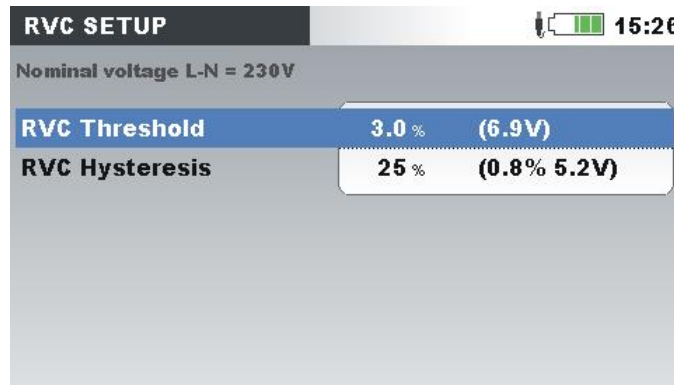 RVC SETUP 15:26
Nominal voltage L-N = 230V
RVC Threshold 3.0 % (6.9V)
RVC Hysteresis 25 % (0.8% 5.2V)